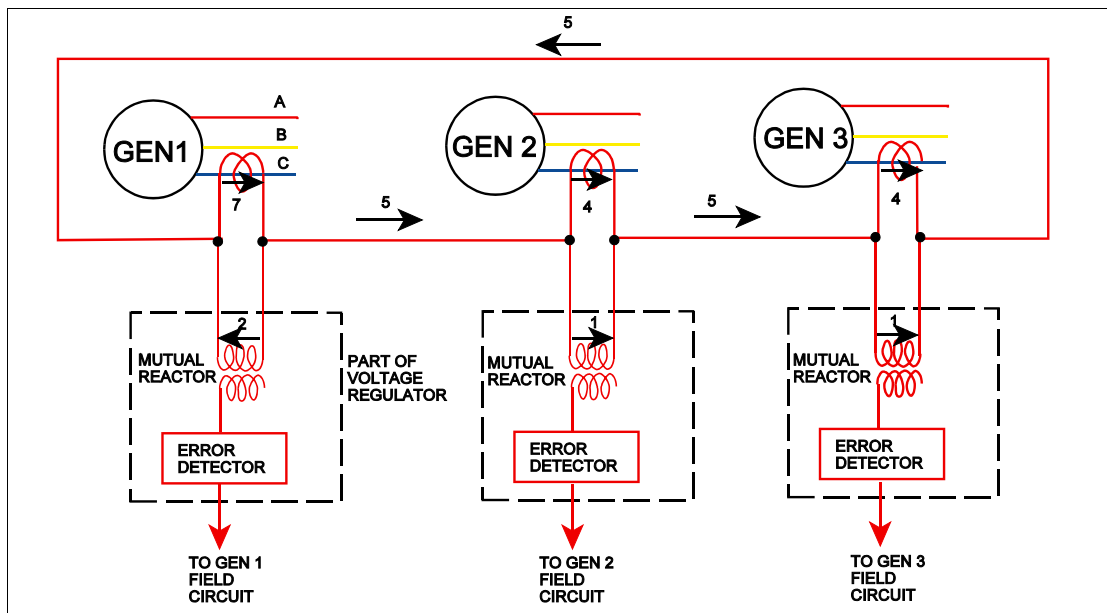 5
GEN1
A
B
C
7
GEN 2
4
GEN 3
4
5
5
2
MUTUAL
REACTOR
PART OF
VOLTAGE
REGULATOR
ERROR
DETECTOR
TO GEN 1
FIELD
CIRCUIT
1
MUTUAL
REACTOR
ERROR
DETECTOR
TO GEN 2
FIELD
CIRCUIT
1
MUTUAL
REACTOR
ERROR
DETECTOR
TO GEN 3
FIELD
CIRCUIT